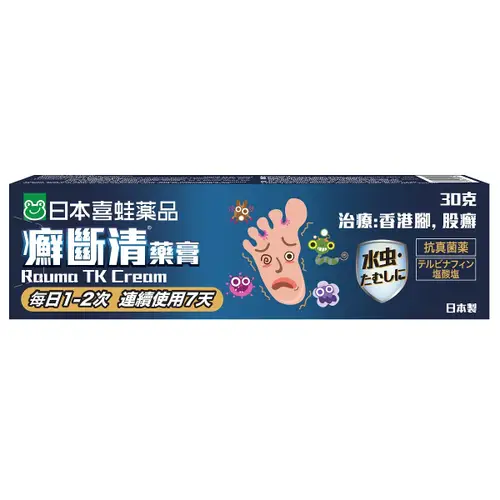 日本喜蛙藥品
癬斷清藥膏
Rauma TK Cream
每日1-2次 連續使用7天
30克
治療:香港腳, 股癬
水虫・
たむしに
抗真菌薬
テルビナフィン
塩酸塩
日本製